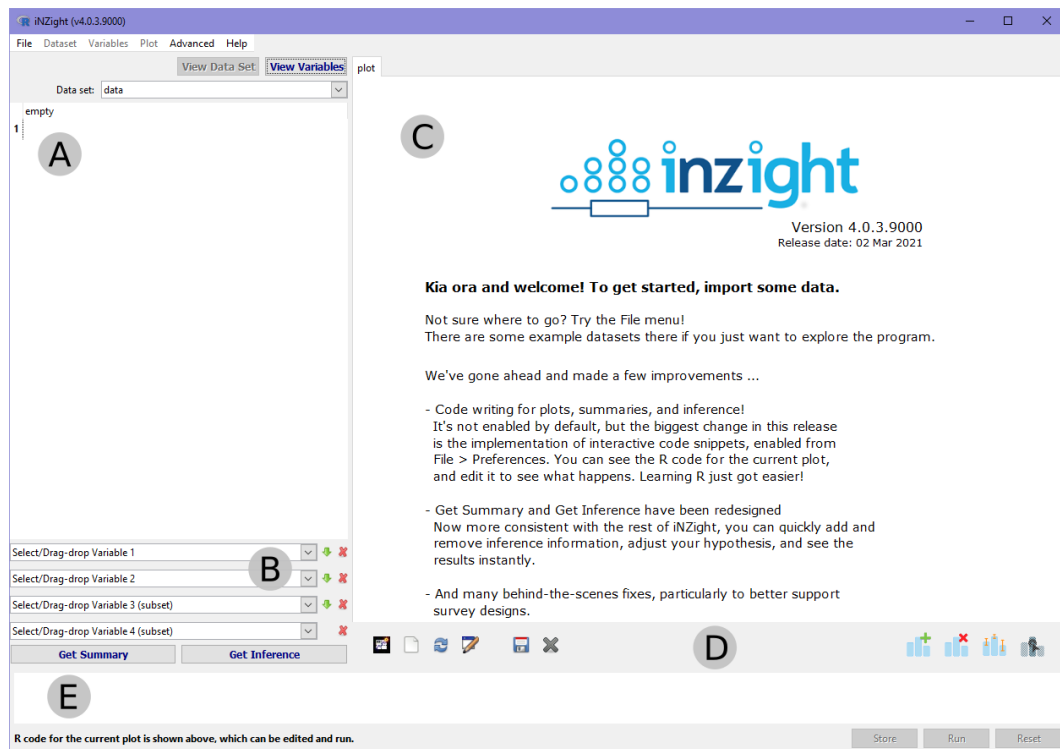 iNZight (v4.0.3.9000)
File Dataset Variables Plot Advanced Help
View Data Set View Variables
plot
Data set: data
empty
1
A
C
inzight
Version 4.0.3.9000
Release date: 02 Mar 2021
Kia ora and welcome! To get started, import some data.
Not sure where to go? Try the File menu!
There are some example datasets there if you just want to explore the program.
We've gone ahead and made a few improvements ...
- Code writing for plots, summaries, and inference!
It's not enabled by default, but the biggest change in this release
is the implementation of interactive code snippets, enabled from
File > Preferences. You can see the R code for the current plot,
and edit it to see what happens. Learning R just got easier!
- Get Summary and Get Inference have been redesigned
Now more consistent with the rest of iNZight, you can quickly add and
remove inference information, adjust your hypothesis, and see the
results instantly.
- And many behind-the-scenes fixes, particularly to better support
survey designs.
Select/Drag-drop Variable 1
B
Select/Drag-drop Variable 2
Select/Drag-drop Variable 3 (subset)
Select/Drag-drop Variable 4 (subset)
Get Summary Get Inference
D
E
R code for the current plot is shown above, which can be edited and run.
Store Run Reset